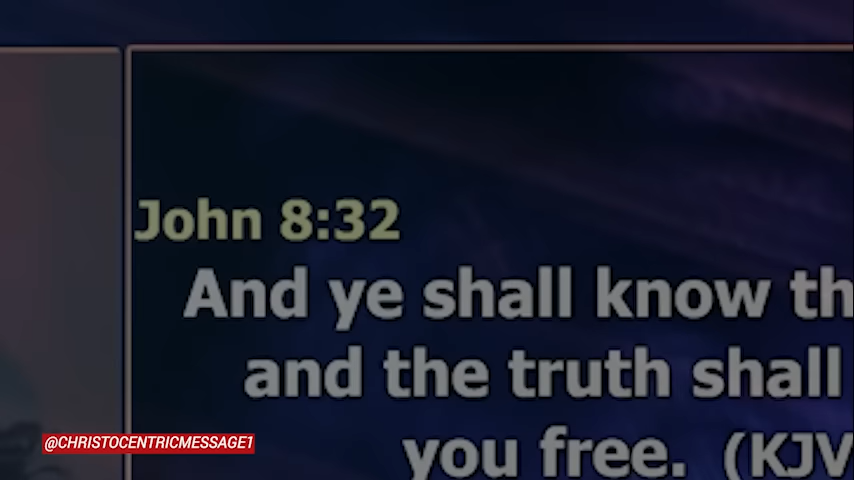 John 8:32
And ye shall know th
and the truth shall
you free. (KJV
@CHRISTOCENTRICMESSAGE1